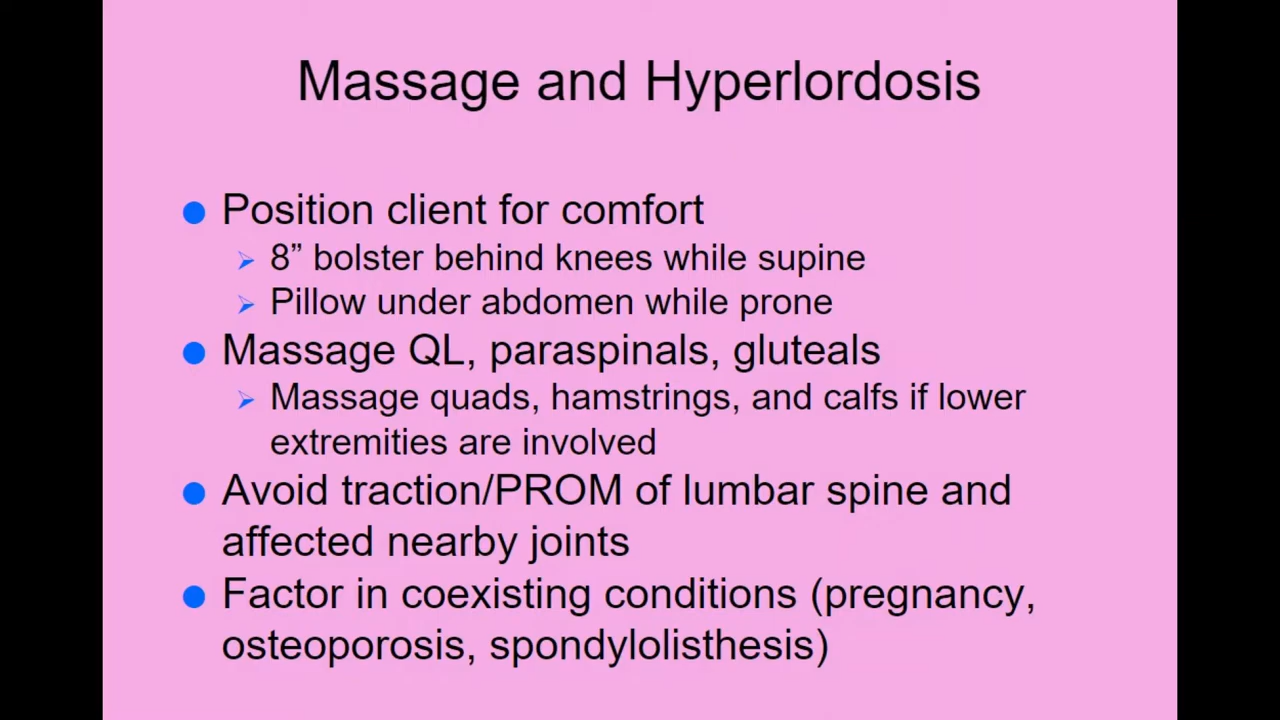 Massage and Hyperlordosis
Position client for comfort
8” bolster behind knees while supine
Pillow under abdomen while prone
Massage QL, paraspinals, gluteals
Massage quads, hamstrings, and calfs if lower
extremities are involved
Avoid traction/PROM of lumbar spine and
affected nearby joints
Factor in coexisting conditions (pregnancy,
osteoporosis, spondylolisthesis)